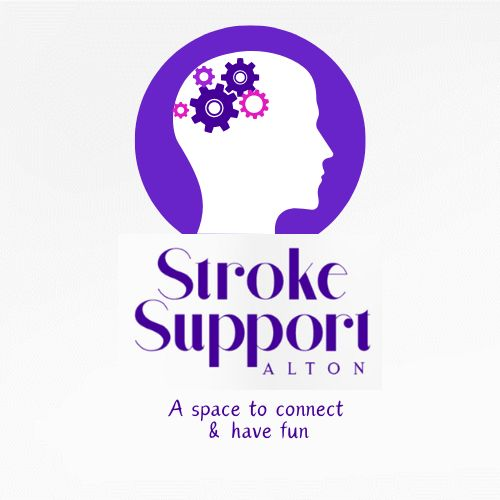 Stroke
Support
ALTON
A space to connect
& have fun